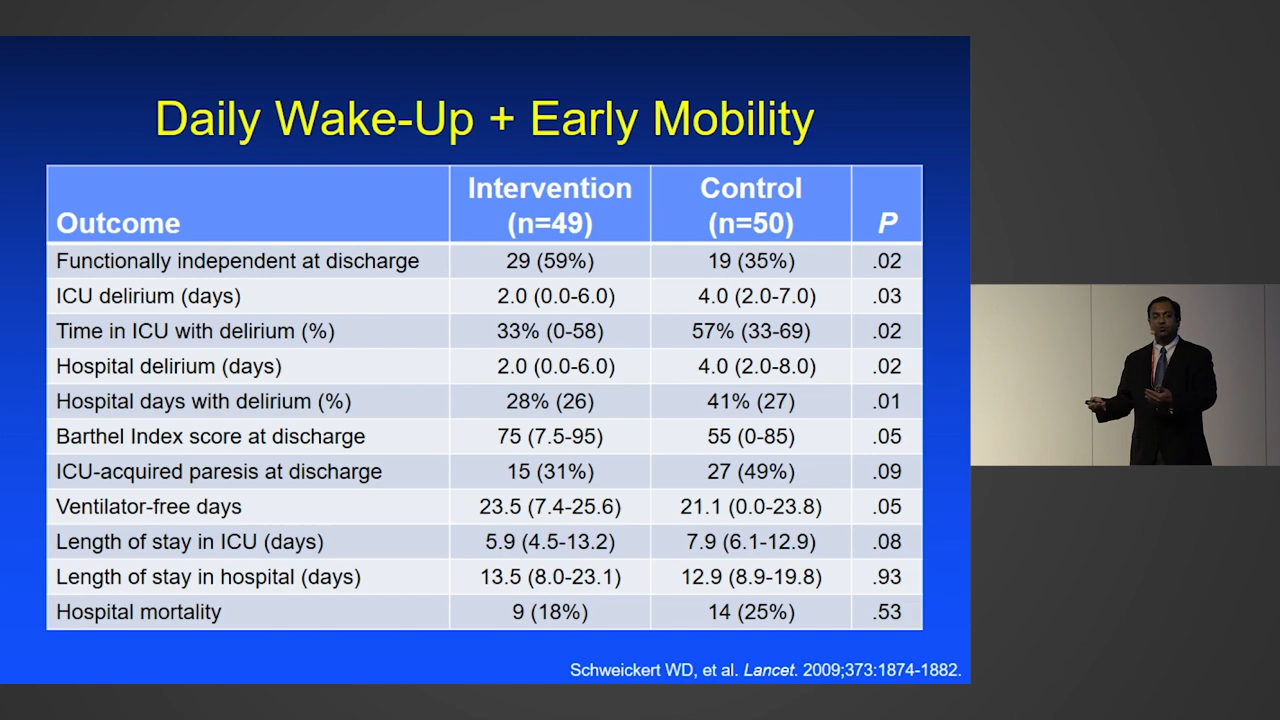 Daily Wake-Up + Early Mobility
Outcome Intervention (n=49) Control (n=50) P
Functionally independent at discharge 29 (59%) 19 (35%) .02
ICU delirium (days) 2.0 (0.0-6.0) 4.0 (2.0-7.0) .03
Time in ICU with delirium (%) 33% (0-58) 57% (33-69) .02
Hospital delirium (days) 2.0 (0.0-6.0) 4.0 (2.0-8.0) .02
Hospital days with delirium (%) 28% (26) 41% (27) .01
Barthel Index score at discharge 75 (7.5-95) 55 (0-85) .05
ICU-acquired paresis at discharge 15 (31%) 27 (49%) .09
Ventilator-free days 23.5 (7.4-25.6) 21.1 (0.0-23.8) .05
Length of stay in ICU (days) 5.9 (4.5-13.2) 7.9 (6.1-12.9) .08
Length of stay in hospital (days) 13.5 (8.0-23.1) 12.9 (8.9-19.8) .93
Hospital mortality 9 (18%) 14 (25%) .53
Schweickert WD, et al. Lancet. 2009;373:1874-1882.